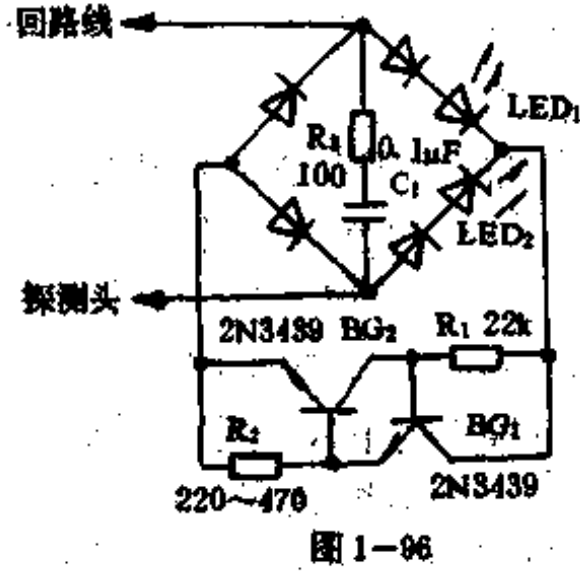 回路线
LED₁
R₃ 0.1μF
100 C₁
LED₂
探测头
2N3439 BG₂ R₁ 22k
R₂ BG₁
220～470 2N3439
图 1-96